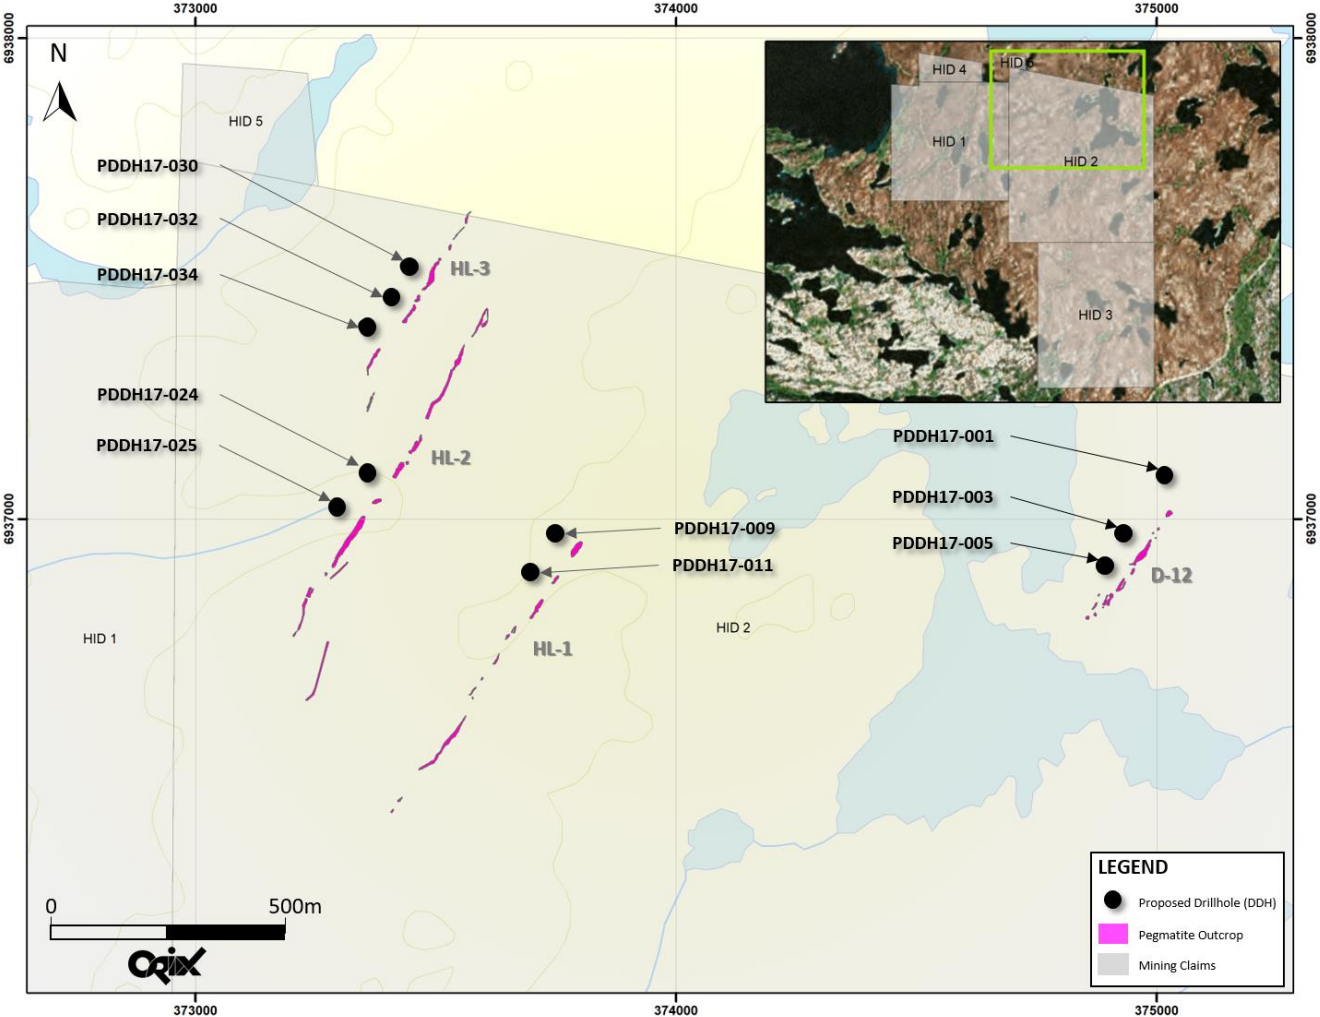 373000
374000
375000
6938000
6938000
N
HID 5
HID 4
HID 1
HID 2
HID 3
HID 5
PDDH17-030
PDDH17-032
PDDH17-034
HL-3
PDDH17-024
PDDH17-025
HL-2
PDDH17-001
PDDH17-003
PDDH17-005
D-12
6937000
6937000
PDDH17-009
PDDH17-011
HL-1
HID 1
HID 2
0
500m
Orix
LEGEND
Proposed Drillhole (DDH)
Pegmatite Outcrop
Mining Claims
373000
374000
375000